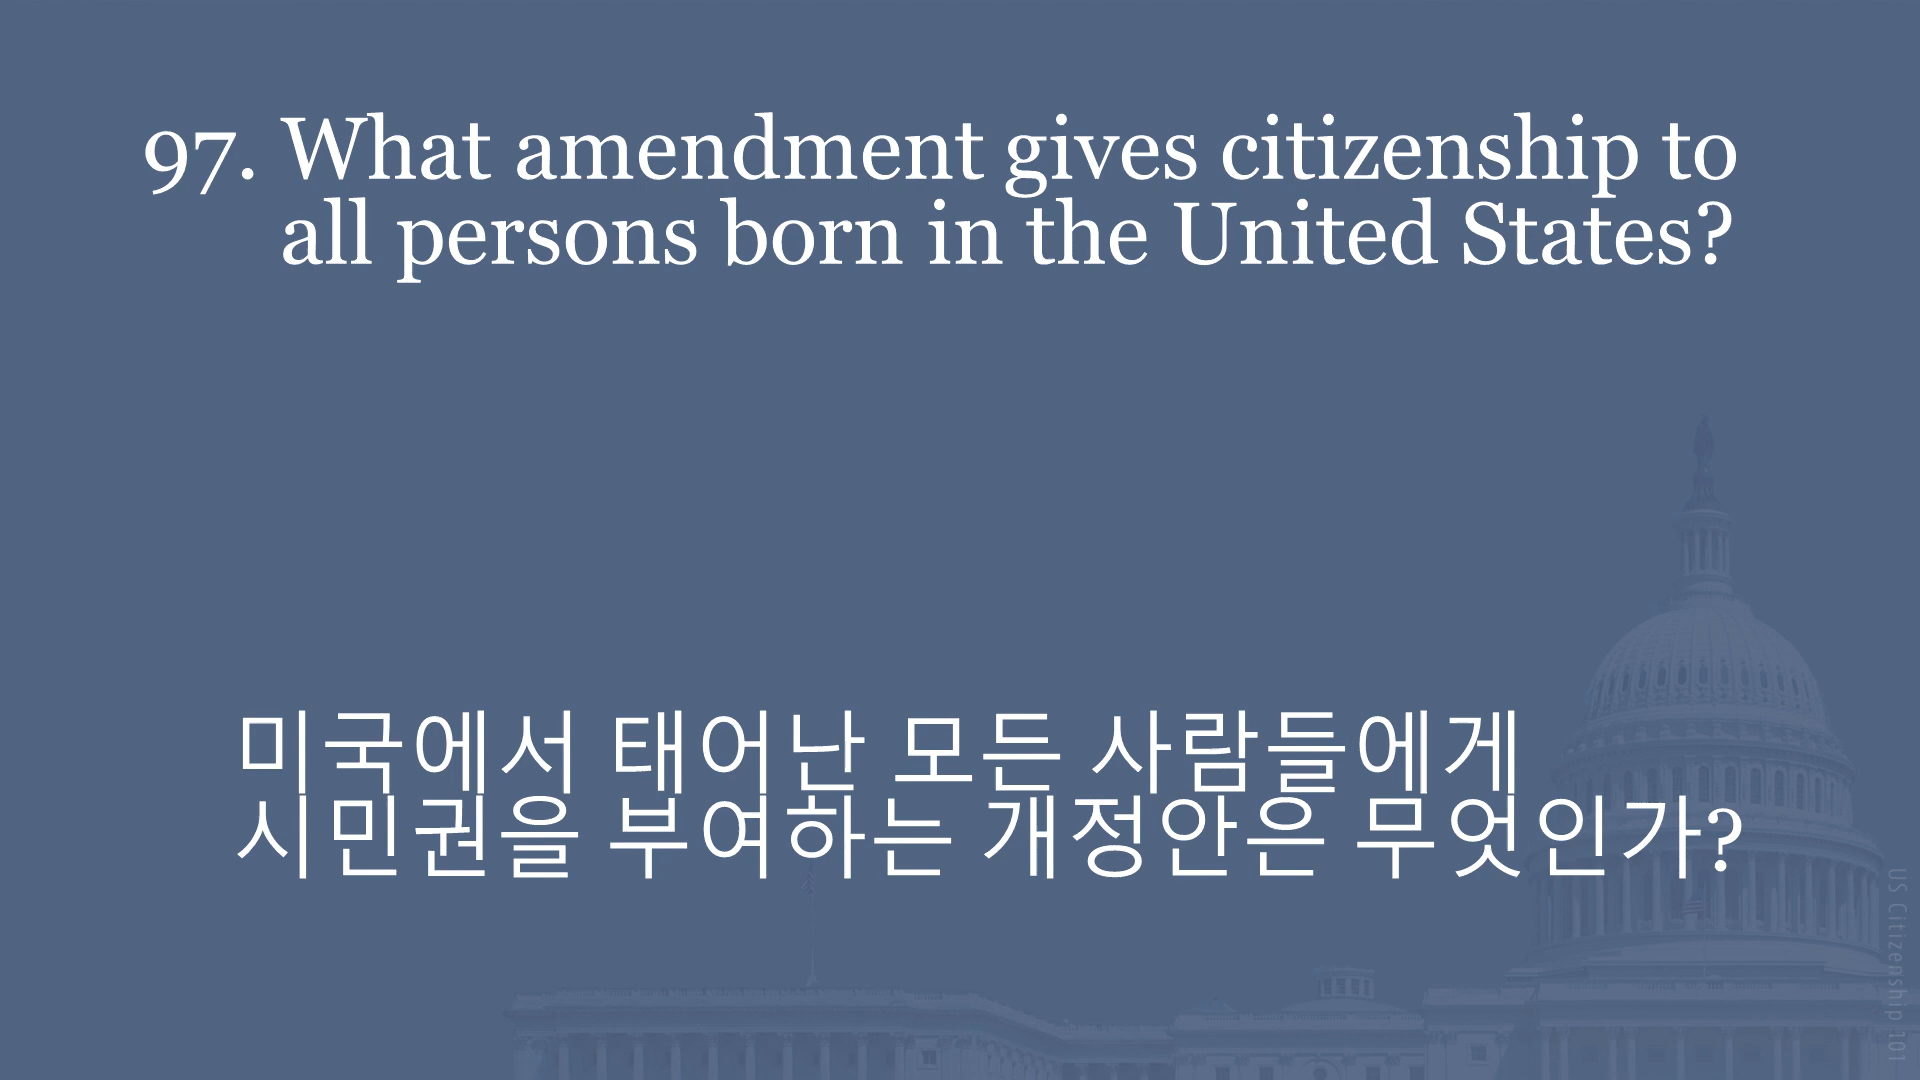 97. What amendment gives citizenship to
all persons born in the United States?
미국에서 태어난 모든 사람들에게
시민권을 부여하는 개정안은 무엇인가?
US Citizenship 101